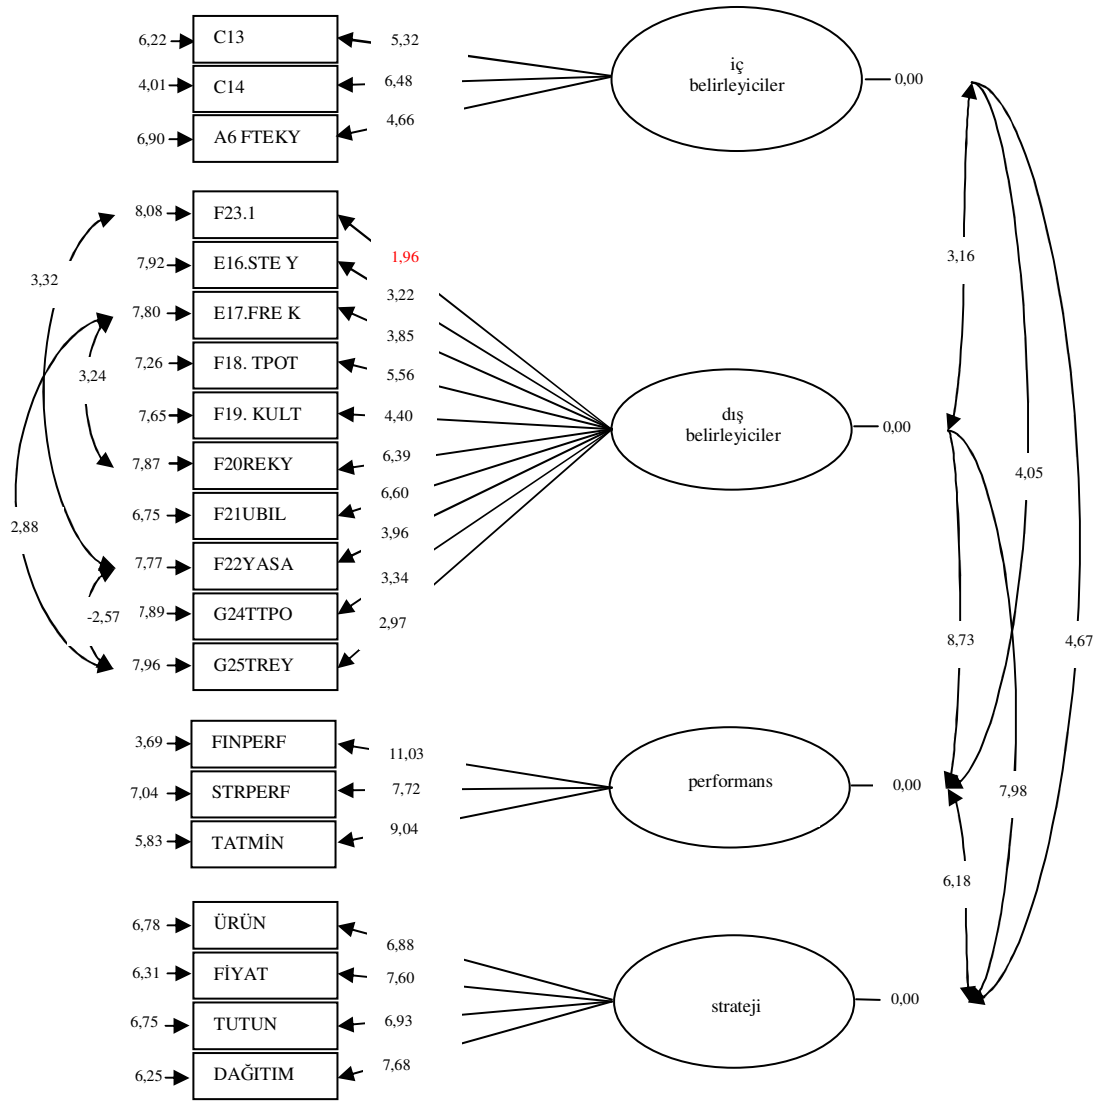 6,22 C13 5,32
4,01 C14 6,48
6,90 A6 FTEKY 4,66
iç
belirleyiciler
0,00
8,08 F23.1 1,96
7,92 E16.STE Y 3,22
7,80 E17.FRE K 3,85
7,26 F18. TPOT 5,56
7,65 F19. KULT 4,40
7,87 F20REKY 6,39
6,75 F21UBIL 6,60
7,77 F22YASA 3,96
7,89 G24TTPO 3,34
7,96 G25TREY 2,97
3,32
3,24
2,88
-2,57
dış
belirleyiciler
0,00
3,16
4,05
8,73
4,67
7,98
6,18
3,69 FINPERF 11,03
7,04 STRPERF 7,72
5,83 TATMİN 9,04
performans
0,00
6,78 ÜRÜN 6,88
6,31 FİYAT 7,60
6,75 TUTUN 6,93
6,25 DAĞITIM 7,68
strateji
0,00